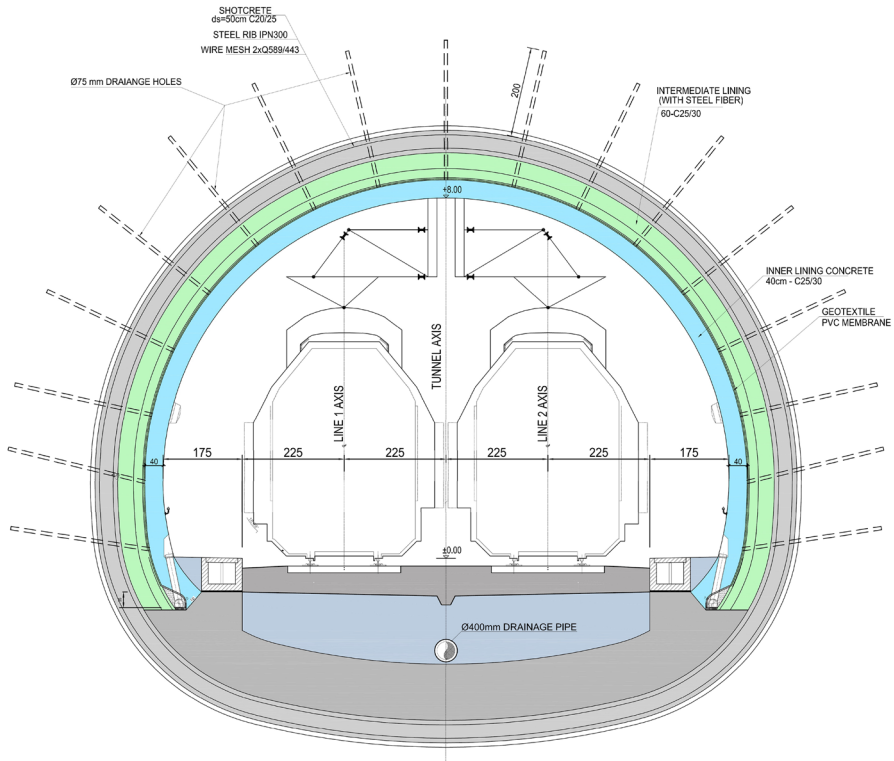 SHOTCRETE
ds=50cm C20/25
STEEL RIB IPN300
WIRE MESH 2xQ589/443
Ø75 mm DRAIANGE HOLES
200
INTERMEDIATE LINING
(WITH STEEL FIBER)
60-C25/30
+8.00
INNER LINING CONCRETE
40cm - C25/30
GEOTEXTILE
PVC MEMBRANE
TUNNEL AXIS
LINE 1 AXIS
LINE 2 AXIS
40
175
225
225
225
225
175
40
±0.00
Ø400mm DRAINAGE PIPE